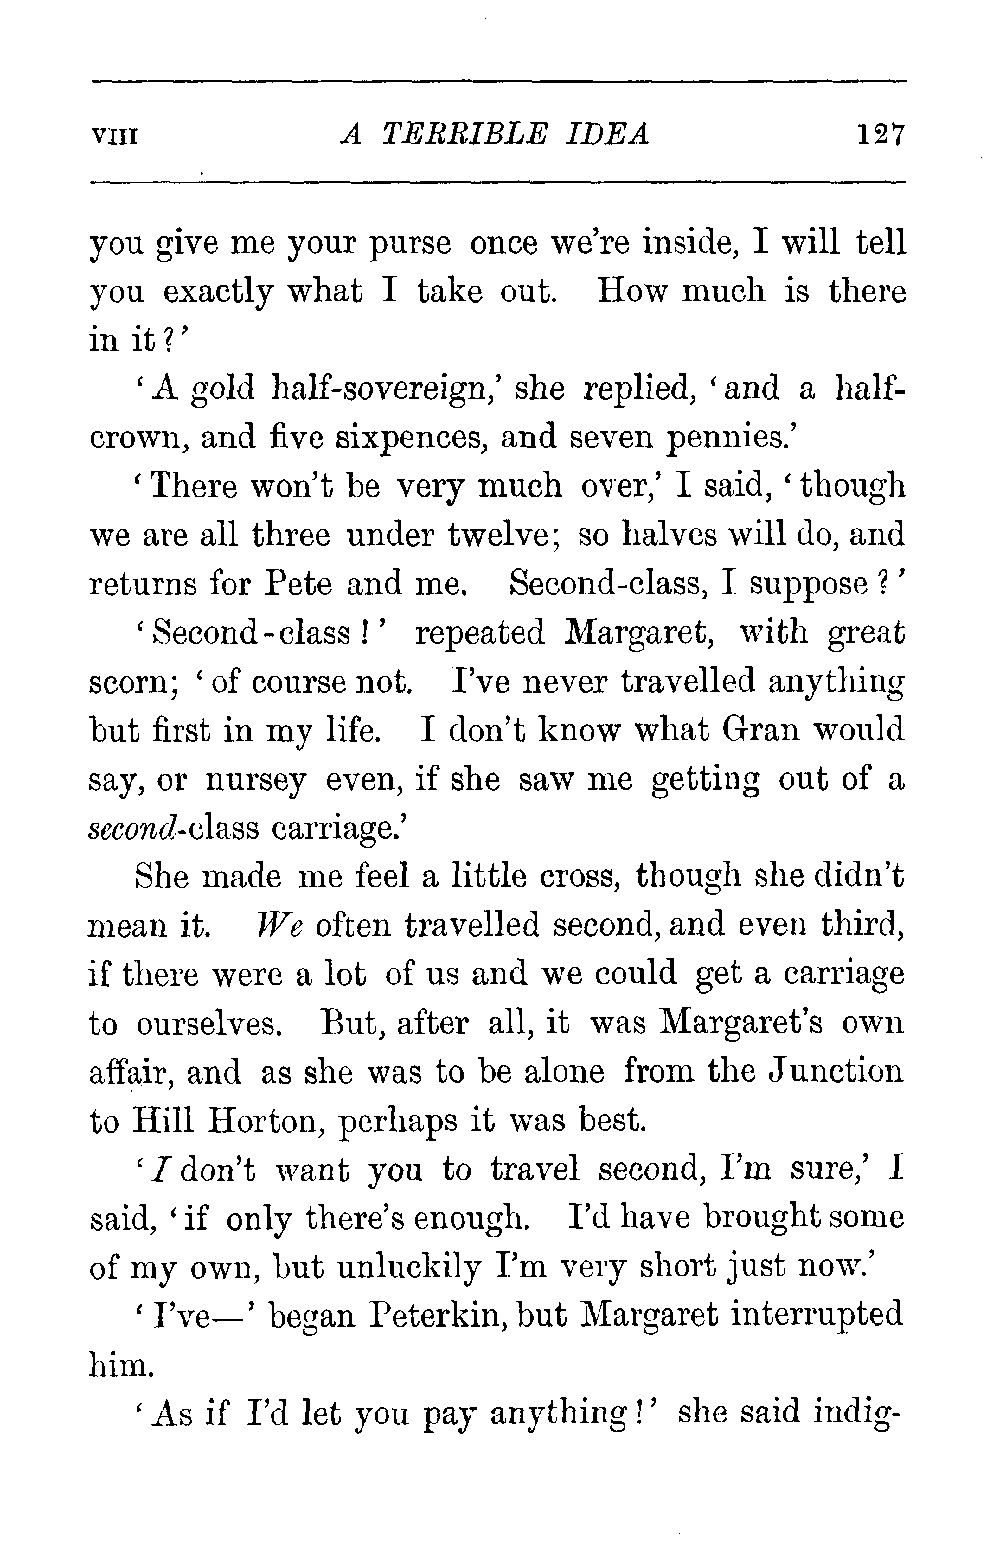 VIII A TERRIBLE IDEA 127
you give me your purse once we're inside, I will tell
you exactly what I take out. How much is there
in it?'
'A gold half-sovereign,' she replied, 'and a half-
crown, and five sixpences, and seven pennies.'
'There won't be very much over,' I said, 'though
we are all three under twelve; so halves will do, and
returns for Pete and me. Second-class, I suppose?'
'Second-class!' repeated Margaret, with great
scorn; 'of course not. I've never travelled anything
but first in my life. I don't know what Gran would
say, or nursey even, if she saw me getting out of a
second-class carriage.'
She made me feel a little cross, though she didn't
mean it. We often travelled second, and even third,
if there were a lot of us and we could get a carriage
to ourselves. But, after all, it was Margaret's own
affair, and as she was to be alone from the Junction
to Hill Horton, perhaps it was best.
'I don't want you to travel second, I'm sure,' I
said, 'if only there's enough. I'd have brought some
of my own, but unluckily I'm very short just now.'
'I've—' began Peterkin, but Margaret interrupted
him.
'As if I'd let you pay anything!' she said indig-